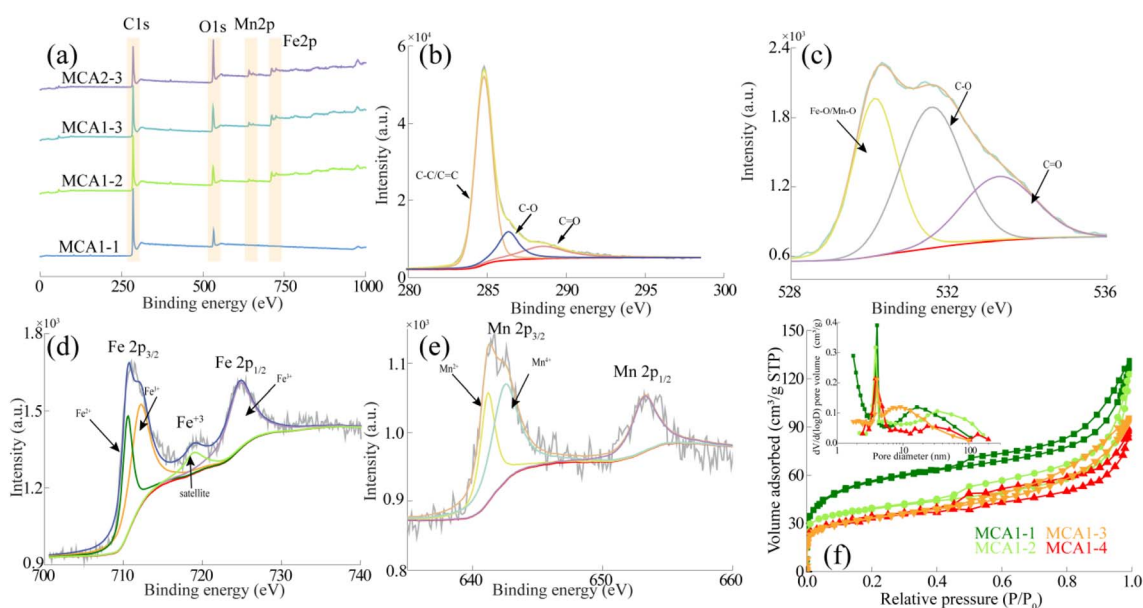 (a)
C1s
O1s
Mn2p
Fe2p
MCA2-3
MCA1-3
MCA1-2
MCA1-1
0
250
500
750
1000
Binding energy (eV)
×10⁴
(b)
6
4
2
0
Intensity (a.u.)
C-C/C=C
C-O
C=O
280
285
290
295
300
Binding energy (eV)
×10³
(c)
2.4
1.8
1.2
0.6
Intensity (a.u.)
Fe-O/Mn-O
C-O
C=O
528
532
536
Binding energy (eV)
×10³
(d)
1.8
1.5
1.2
0.9
Intensity (a.u.)
Fe 2p3/2
Fe 2p1/2
Fe²⁺
Fe³⁺
Fe⁺³
Fe³⁺
satellite
700
710
720
730
740
Binding energy (eV)
×10³
(e)
1.1
1.0
0.9
0.8
Intensity (a.u.)
Mn 2p3/2
Mn 2p1/2
Mn²⁺
Mn⁴⁺
640
650
660
Binding energy (eV)
150
120
90
60
30
0
Volume adsorbed (cm³/g STP)
dV/d(logD) pore volume (cm³/g)
0.4
0.3
0.2
0.1
0
1
10
100
Pore diameter (nm)
MCA1-1
MCA1-3
MCA1-2
MCA1-4
(f)
0.0
0.2
0.4
0.6
0.8
1.0
Relative pressure (P/P₀)